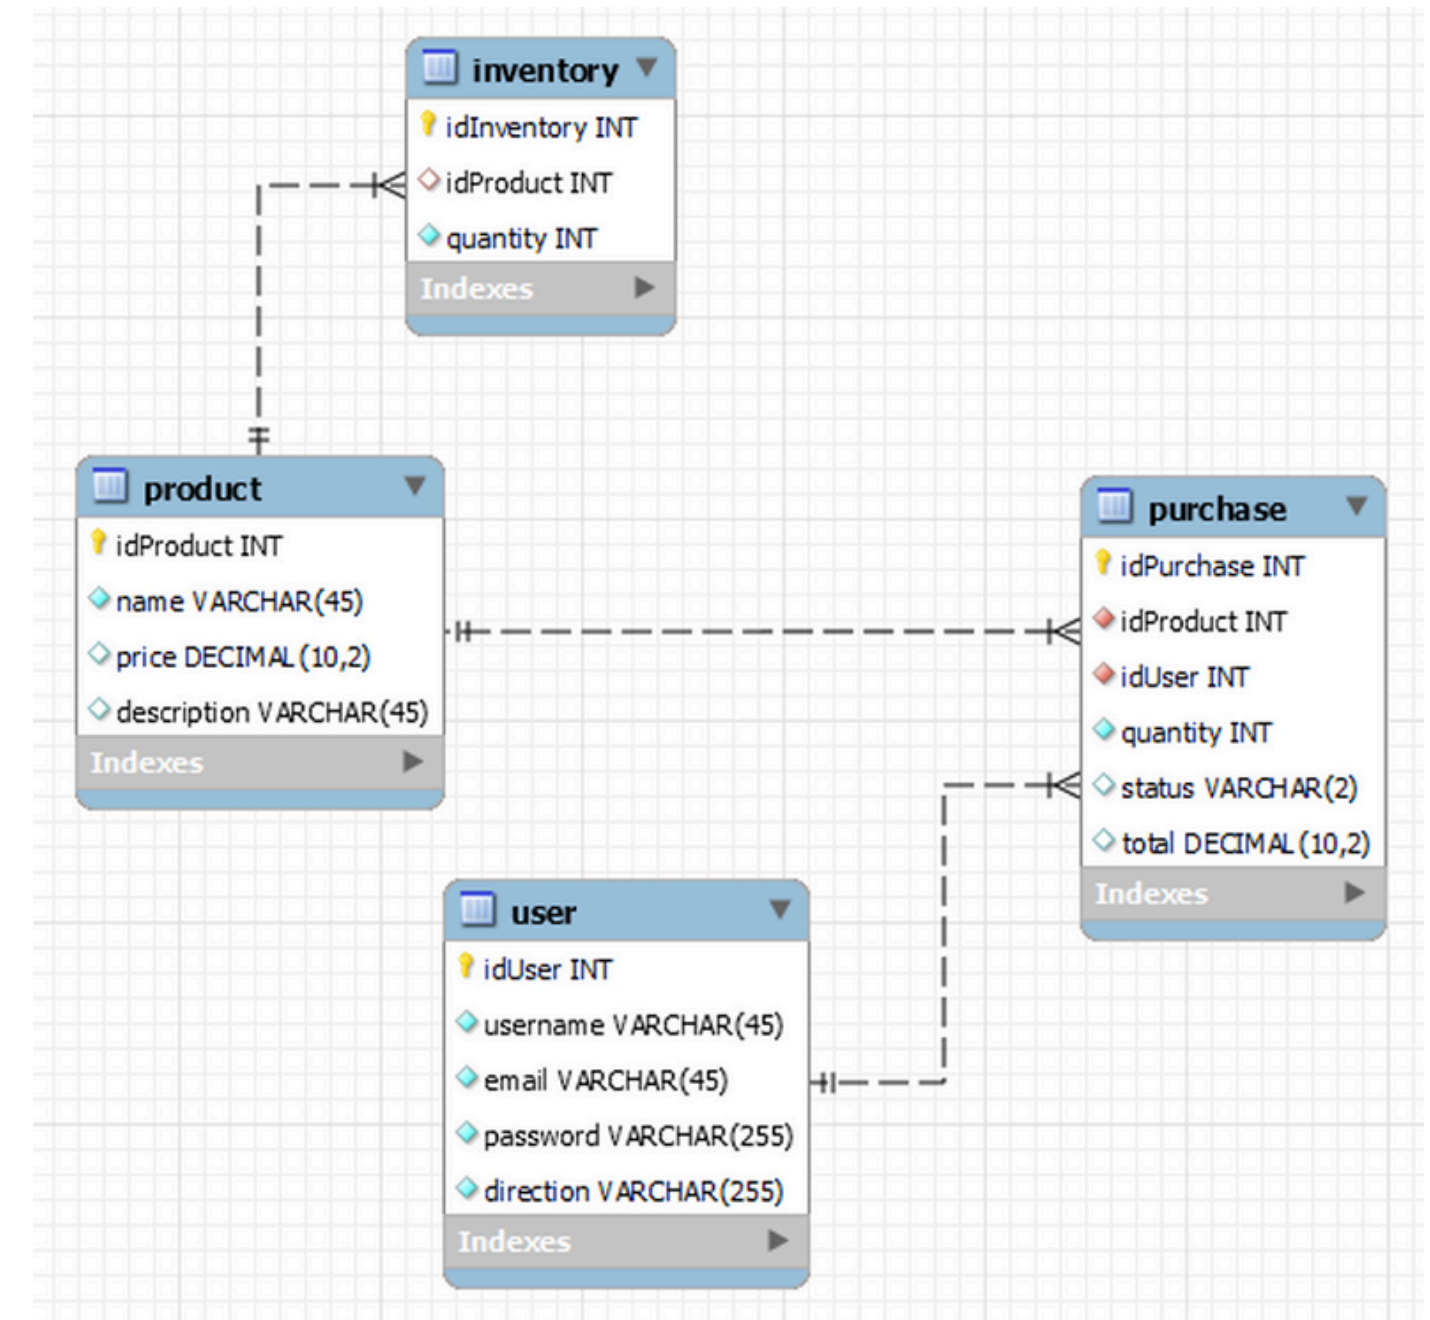 inventory
idInventory INT
idProduct INT
quantity INT
Indexes
product
idProduct INT
name VARCHAR(45)
price DECIMAL(10,2)
description VARCHAR(45)
Indexes
purchase
idPurchase INT
idProduct INT
idUser INT
quantity INT
status VARCHAR(2)
total DECIMAL(10,2)
Indexes
user
idUser INT
username VARCHAR(45)
email VARCHAR(45)
password VARCHAR(255)
direction VARCHAR(255)
Indexes